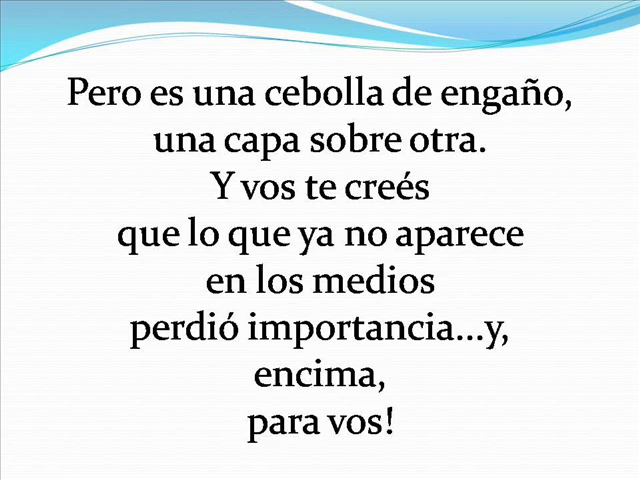 Pero es una cebolla de engaño,
una capa sobre otra.
Y vos te creés
que lo que ya no aparece
en los medios
perdió importancia...y,
encima,
para vos!